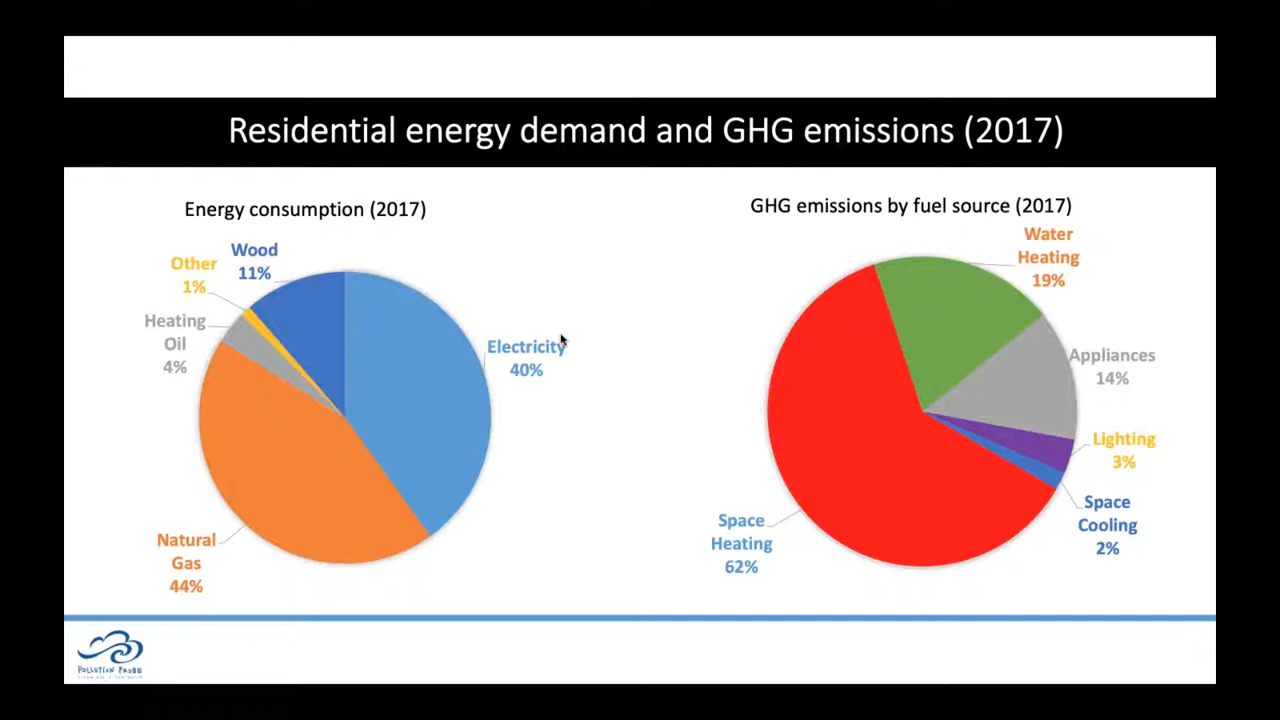 Residential energy demand and GHG emissions (2017)
Energy consumption (2017)
Wood
11%
Other
1%
Heating
Oil
4%
Electricity
40%
Natural
Gas
44%
GHG emissions by fuel source (2017)
Water
Heating
19%
Appliances
14%
Lighting
3%
Space
Cooling
2%
Space
Heating
62%
POLLUTION PROBE